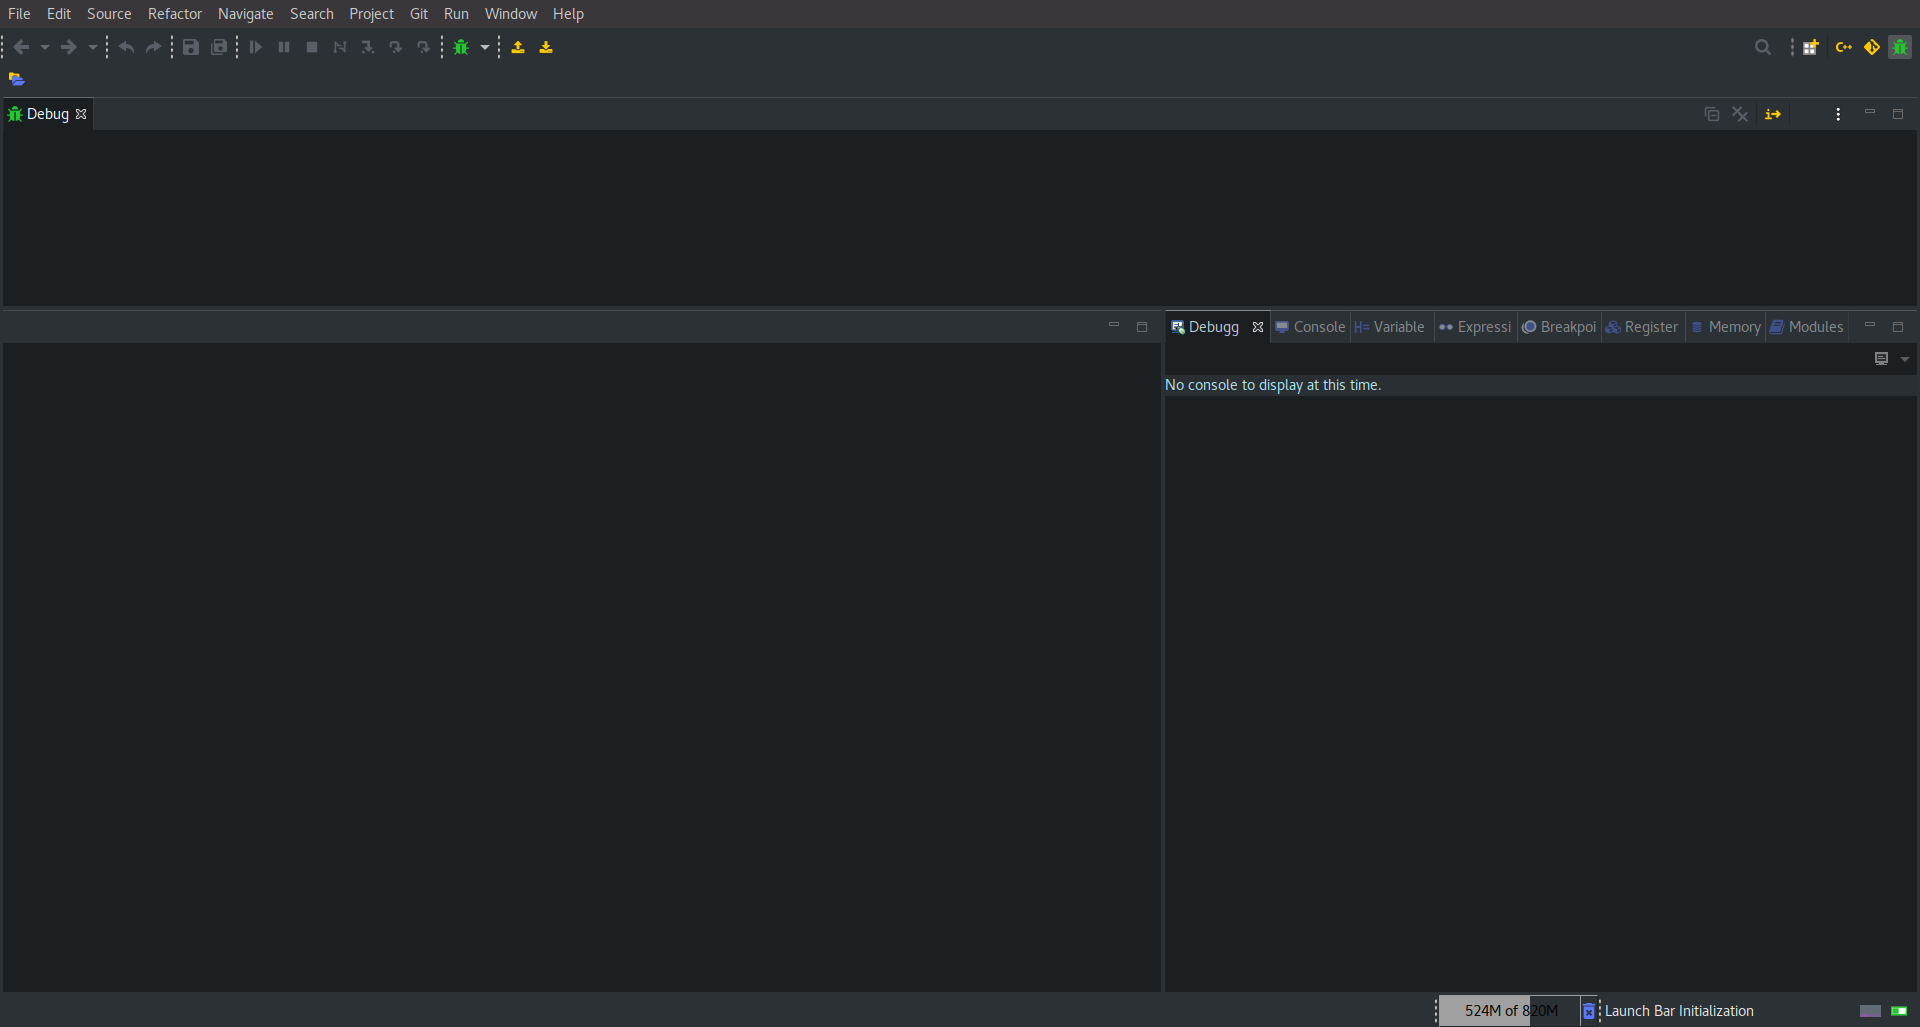 File Edit Source Refactor Navigate Search Project Git Run Window Help
C++
Debug
i
Debugg Console Variable Expressi Breakpoi Register Memory Modules
No console to display at this time.
524M of 820M Launch Bar Initialization